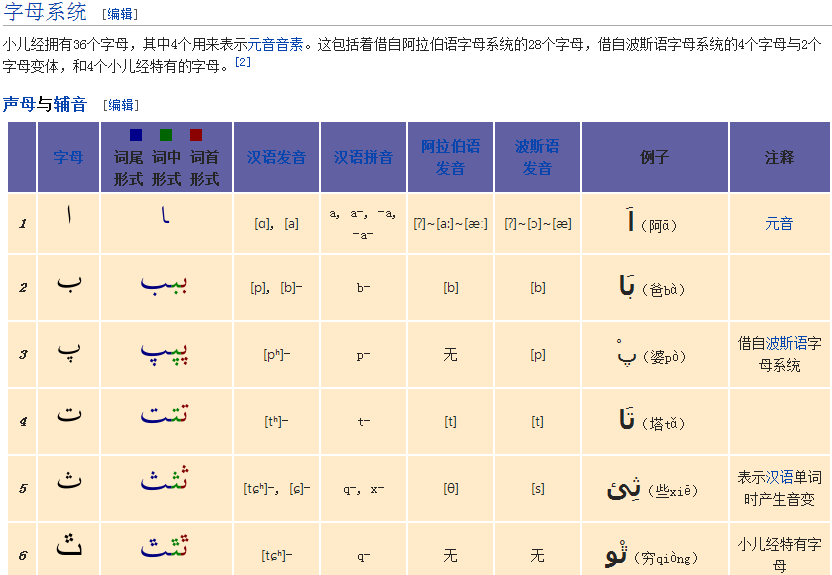 字母系统 [编辑]
小儿经拥有36个字母，其中4个用来表示元音音素。这包括着借自阿拉伯语字母系统的28个字母，借自波斯语字母系统的4个字母与2个
字母变体，和4个小儿经特有的字母。[2]
声母与辅音 [编辑]
字母 词尾形式 词中形式 词首形式 汉语发音 汉语拼音 阿拉伯语发音 波斯语发音 例子 注释
1 ا ـا [ɑ], [a] a, a-, -a, -a- [ʔ]~[aː]~[æː] [ʔ]~[ɔ]~[æ] اَ (阿ā) 元音
2 ب ببب [p], [b]- b- [b] [b] بَا (爸bà)
3 پ پپپ [pʰ]- p- 无 [p] (婆pò) 借自波斯语字母系统
4 ت تتت [tʰ]- t- [t] [t] تَا (塔tǎ)
5 ث ثثث [tɕʰ]-, [ɕ]- q-, x- [θ] [s] ثِئ (些xiē) 表示汉语单词时产生音变
6 [tɕʰ]- q- 无 无 (穷qiòng) 小儿经特有字母